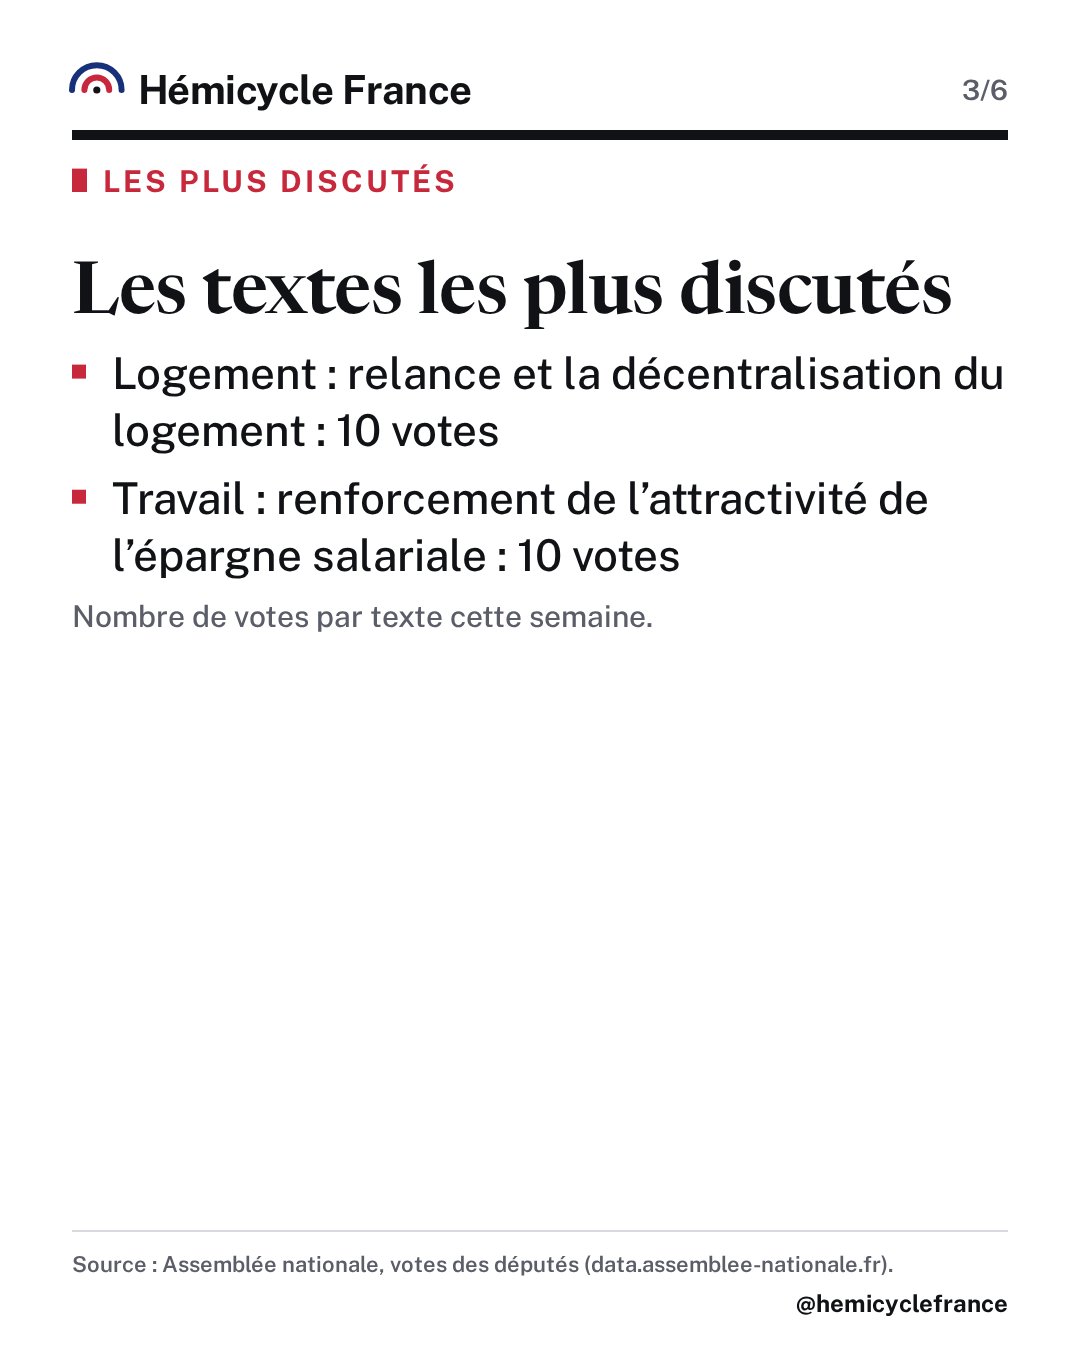 Hémicycle France
3/6
LES PLUS DISCUTÉS
Les textes les plus discutés
Logement : relance et la décentralisation du
logement : 10 votes
Travail : renforcement de l’attractivité de
l’épargne salariale : 10 votes
Nombre de votes par texte cette semaine.
Source : Assemblée nationale, votes des députés (data.assemblee-nationale.fr).
@hemicyclefrance